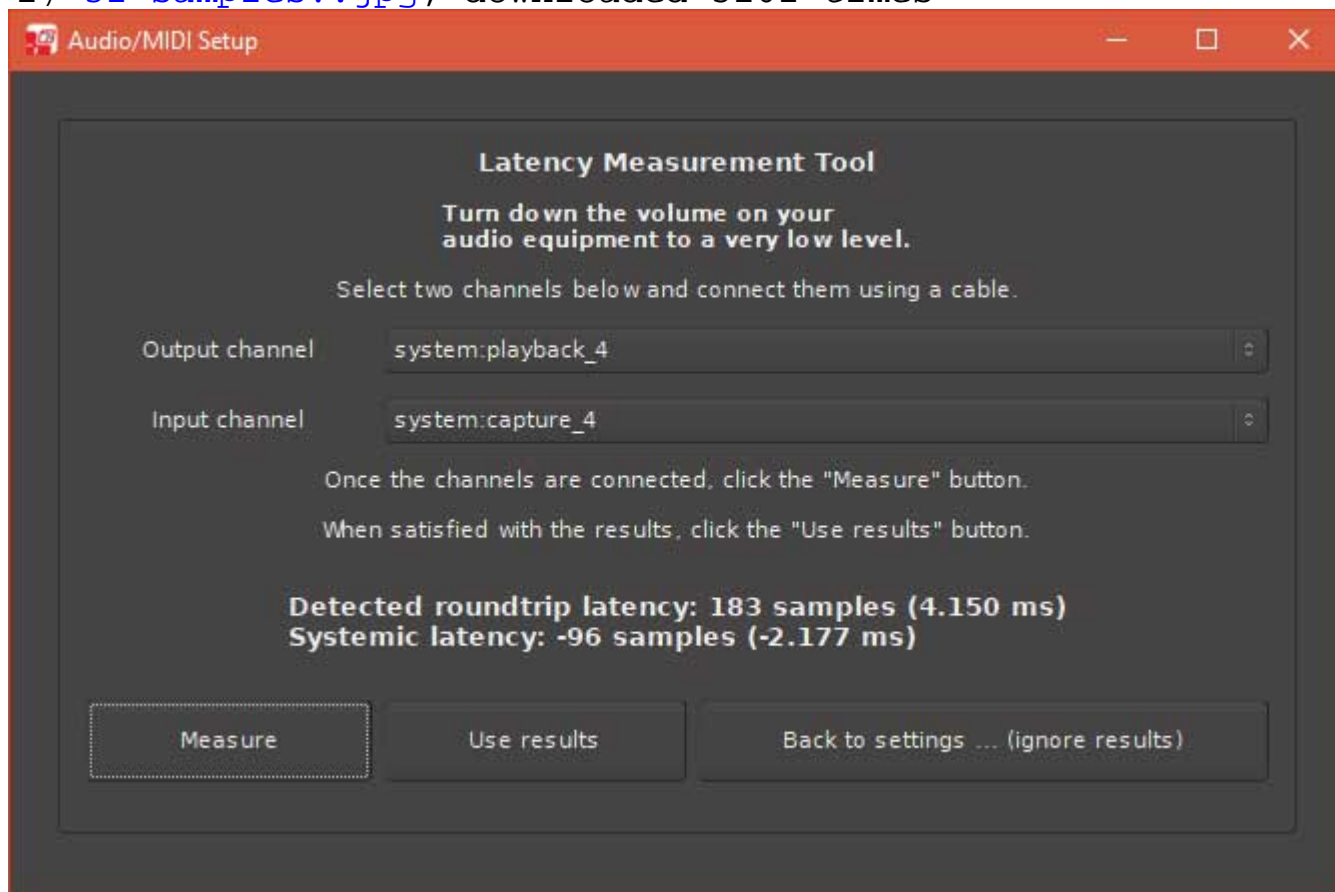 Audio/MIDI Setup
Latency Measurement Tool
Turn down the volume on your
audio equipment to a very low level.
Select two channels below and connect them using a cable.
Output channel system:playback_4
Input channel system:capture_4
Once the channels are connected, click the "Measure" button.
When satisfied with the results, click the "Use results" button.
Detected roundtrip latency: 183 samples (4.150 ms)
Systemic latency: -96 samples (-2.177 ms)
Measure Use results Back to settings ... (ignore results)